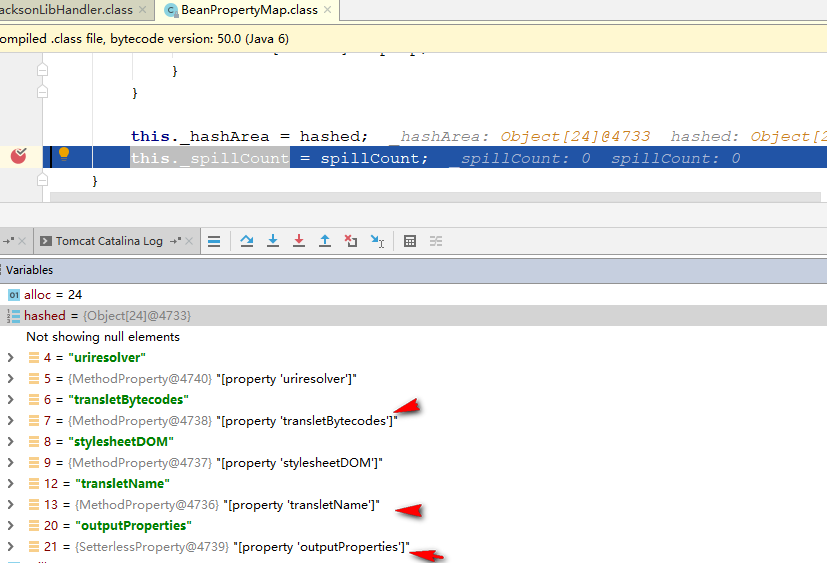 acksonLibHandler.class × BeanPropertyMap.class ×
ompiled .class file, bytecode version: 50.0 (Java 6)
}
}
this._hashArea = hashed; _hashArea: Object[24]@4733 hashed: Object[2
this._spillCount = spillCount; _spillCount: 0 spillCount: 0
}
Tomcat Catalina Log
Variables
alloc = 24
hashed = {Object[24]@4733}
Not showing null elements
4 = "uriresolver"
5 = {MethodProperty@4740} "[property 'uriresolver']"
6 = "transletBytecodes"
7 = {MethodProperty@4738} "[property 'transletBytecodes']"
8 = "stylesheetDOM"
9 = {MethodProperty@4737} "[property 'stylesheetDOM']"
12 = "transletName"
13 = {MethodProperty@4736} "[property 'transletName']"
20 = "outputProperties"
21 = {SetterlessProperty@4739} "[property 'outputProperties']"